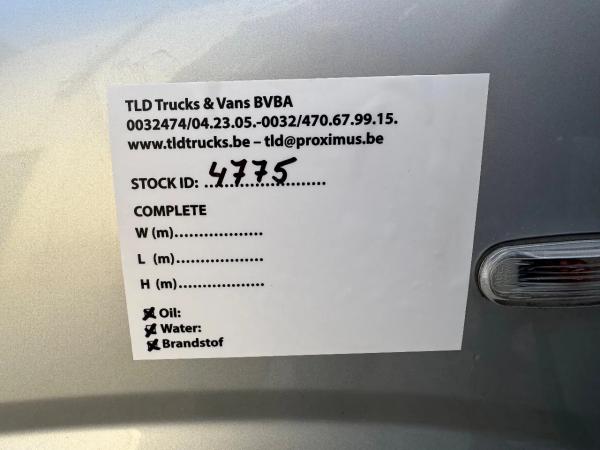 TLD Trucks & Vans BVBA
0032474/04.23.05.-0032/470.67.99.15.
www.tldtrucks.be – tld@proximus.be
STOCK ID: 4775
COMPLETE
W (m)...................
L (m)...................
H (m)...................
Oil:
Water:
Brandstof